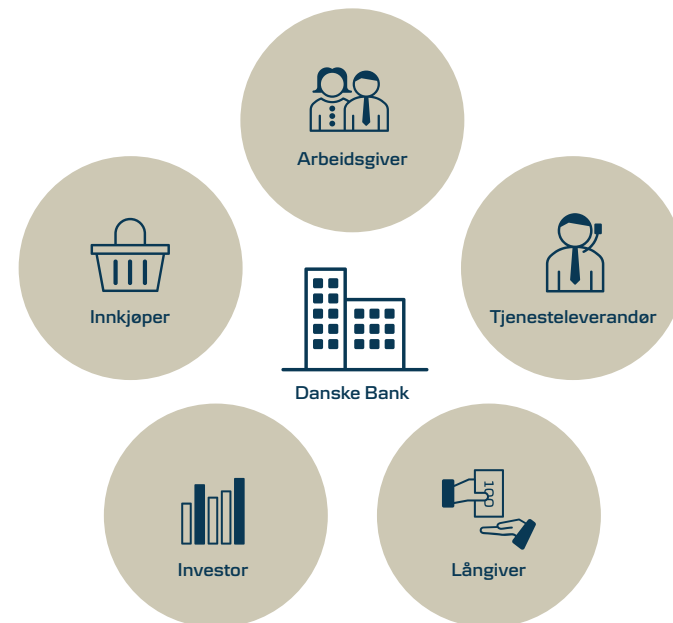 Arbeidsgiver
Innkjøper
Tjenesteleverandør
Danske Bank
100
Investor
Långiver